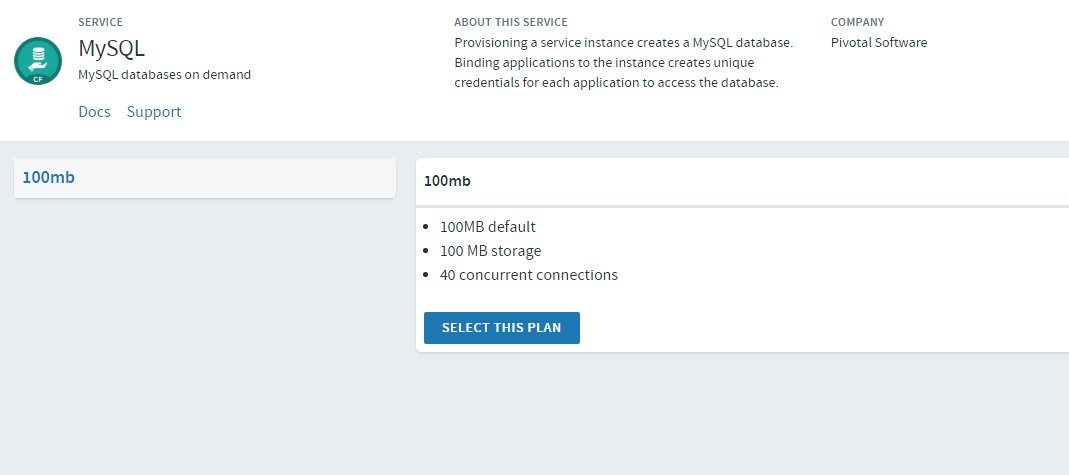 SERVICE
MySQL
MySQL databases on demand
Docs Support
CF
ABOUT THIS SERVICE
Provisioning a service instance creates a MySQL database.
Binding applications to the instance creates unique
credentials for each application to access the database.
COMPANY
Pivotal Software
100mb
100mb
100MB default
100 MB storage
40 concurrent connections
SELECT THIS PLAN